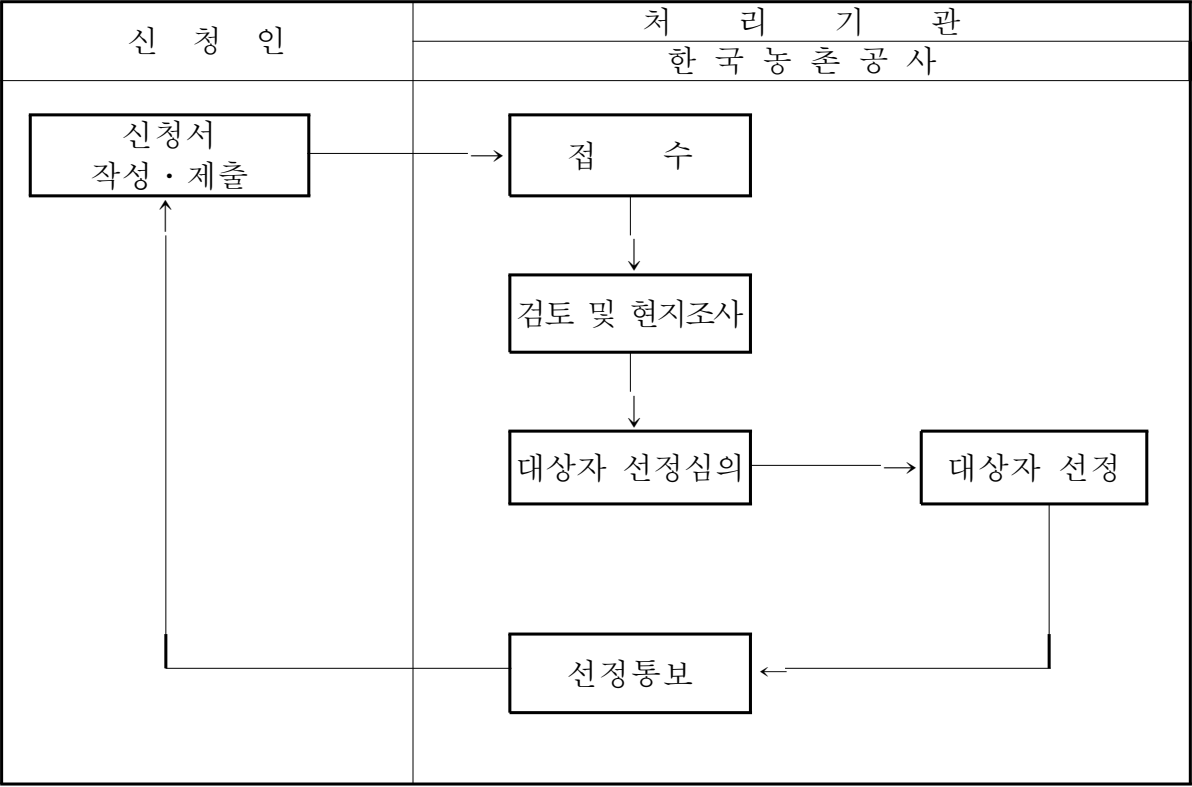 신 청 인
처 리 기 관
한 국 농 촌 공 사
신청서
작성·제출
접 수
검토 및 현지조사
대상자 선정심의
대상자 선정
선정통보